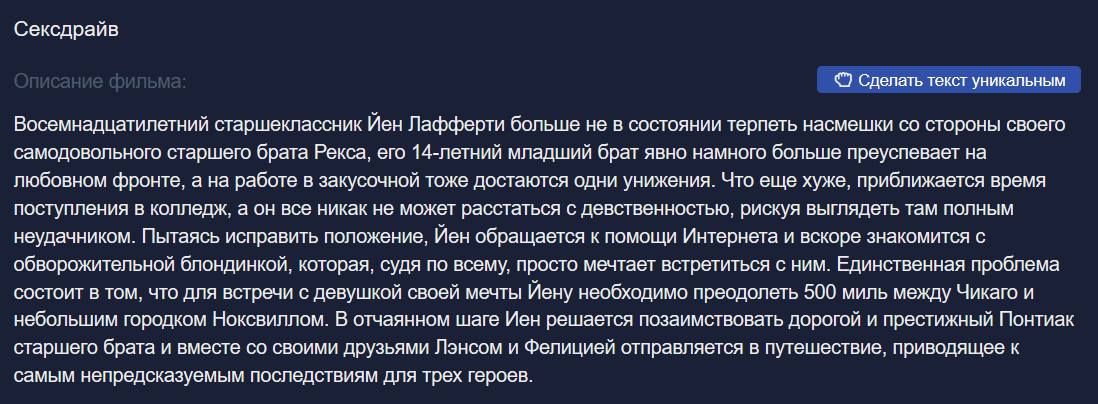 Сексдрайв
Описание фильма:
Сделать текст уникальным
Восемнадцатилетний старшеклассник Йен Лафферти больше не в состоянии терпеть насмешки со стороны своего
самодовольного старшего брата Рекса, его 14-летний младший брат явно намного больше преуспевает на
любовном фронте, а на работе в закусочной тоже достаются одни унижения. Что еще хуже, приближается время
поступления в колледж, а он все никак не может расстаться с девственностью, рискуя выглядеть там полным
неудачником. Пытаясь исправить положение, Йен обращается к помощи Интернета и вскоре знакомится с
обворожительной блондинкой, которая, судя по всему, просто мечтает встретиться с ним. Единственная проблема
состоит в том, что для встречи с девушкой своей мечты Йену необходимо преодолеть 500 миль между Чикаго и
небольшим городком Ноксвиллом. В отчаянном шаге Иен решается позаимствовать дорогой и престижный Понтиак
старшего брата и вместе со своими друзьями Лэнсом и Фелицией отправляется в путешествие, приводящее к
самым непредсказуемым последствиям для трех героев.